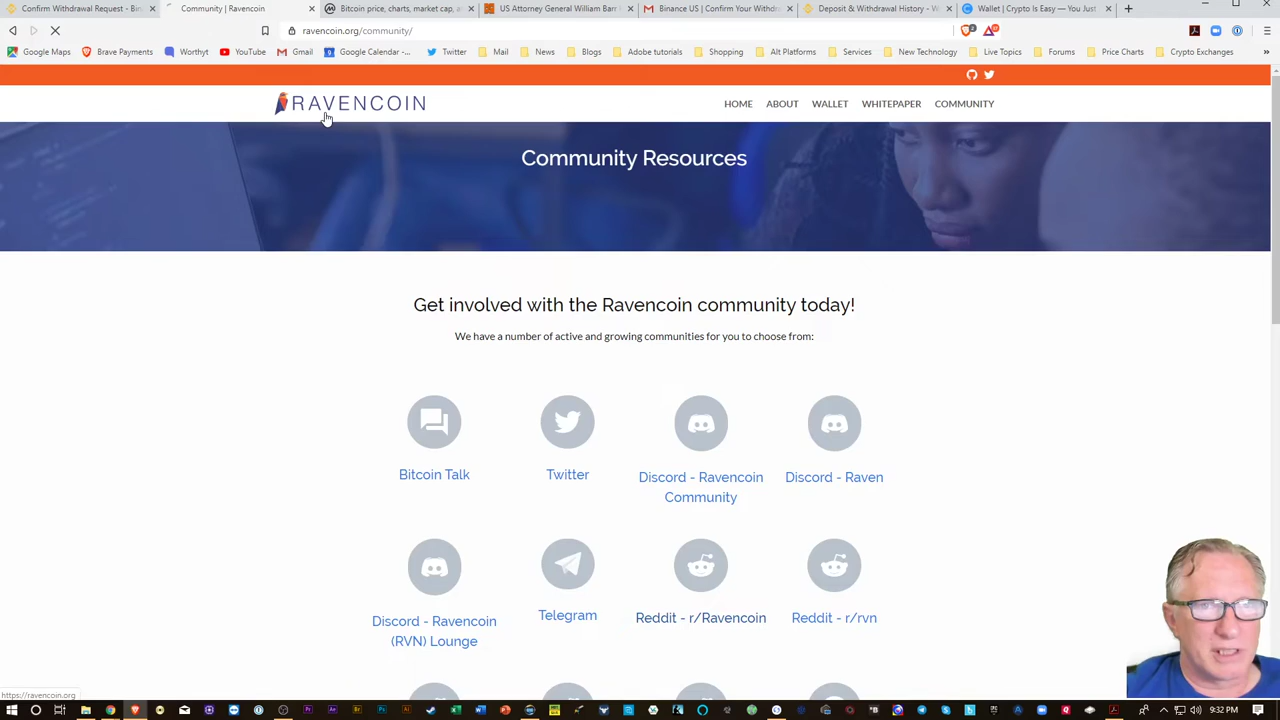 Confirm Withdrawal Request - Bin
Community | Ravencoin
Bitcoin price, charts, market cap, a
US Attorney General William Barr
Binance US | Confirm Your Withdr
Deposit & Withdrawal History - W
Wallet | Crypto Is Easy — You Just
ravencoin.org/community/
Google Maps
Brave Payments
Worthyt
YouTube
Gmail
Google Calendar -...
Twitter
Mail
News
Blogs
Adobe tutorials
Shopping
Alt Platforms
Services
New Technology
Live Topics
Forums
Price Charts
Crypto Exchanges
RAVENCOIN
HOME
ABOUT
WALLET
WHITEPAPER
COMMUNITY
Community Resources
Get involved with the Ravencoin community today!
We have a number of active and growing communities for you to choose from:
Bitcoin Talk
Twitter
Discord - Ravencoin
Community
Discord - Raven
Discord - Ravencoin
(RVN) Lounge
Telegram
Reddit - r/Ravencoin
Reddit - r/rvn
https://ravencoin.org
9:32 PM